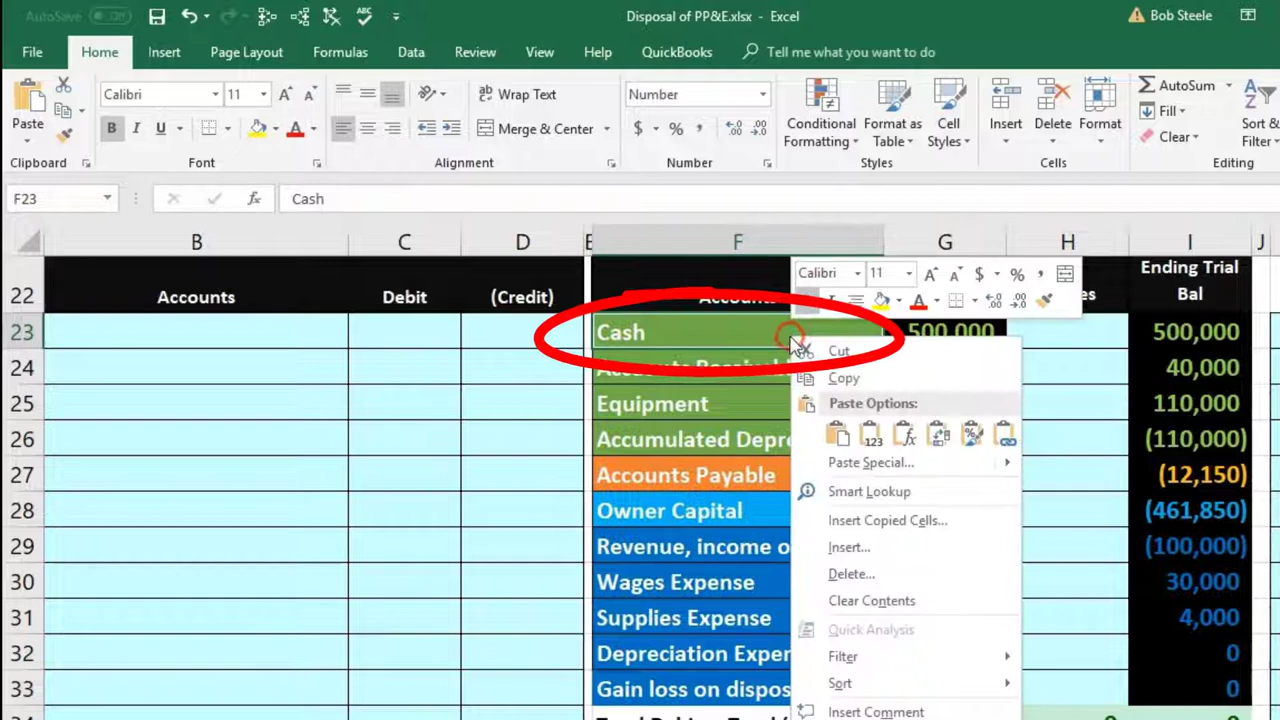 AutoSave Off
Disposal of PP&E.xlsx - Excel
Bob Steele
File Home Insert Page Layout Formulas Data Review View Help QuickBooks Tell me what you want to do
Paste
Clipboard
Calibri 11
B I U
Font
Wrap Text
Merge & Center
Alignment
Number
$ % ,
Number
Conditional Formatting
Format as Table
Cell Styles
Styles
Insert Delete Format
Cells
AutoSum
Fill
Clear
Sort &
Filter
Editing
F23 fx Cash
B C D E F G H I J
22 Accounts Debit (Credit) Ending Trial Bal
Calibri 11 $ % ,
23 Cash 500,000 500,000
24 Accounts 40,000
25 Equipment 110,000
26 Accumulated Depre (110,000)
27 Accounts Payable (12,150)
28 Owner Capital (461,850)
29 Revenue, income o (100,000)
30 Wages Expense 30,000
31 Supplies Expense 4,000
32 Depreciation Exper 0
33 Gain loss on dispos 0
Cut
Copy
Paste Options:
Paste Special...
Smart Lookup
Insert Copied Cells...
Insert...
Delete...
Clear Contents
Quick Analysis
Filter
Sort
Insert Comment